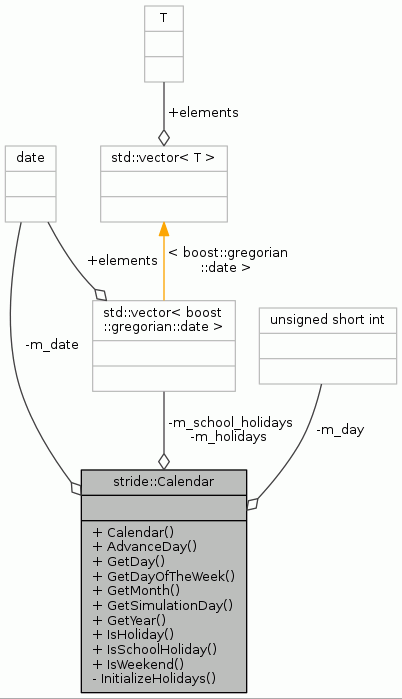 T
+elements
std::vector< T >
date
< boost::gregorian
::date >
+elements
std::vector< boost
::gregorian::date >
unsigned short int
-m_date
-m_school_holidays
-m_holidays
-m_day
stride::Calendar
+ Calendar()
+ AdvanceDay()
+ GetDay()
+ GetDayOfTheWeek()
+ GetMonth()
+ GetSimulationDay()
+ GetYear()
+ IsHoliday()
+ IsSchoolHoliday()
+ IsWeekend()
- InitializeHolidays()